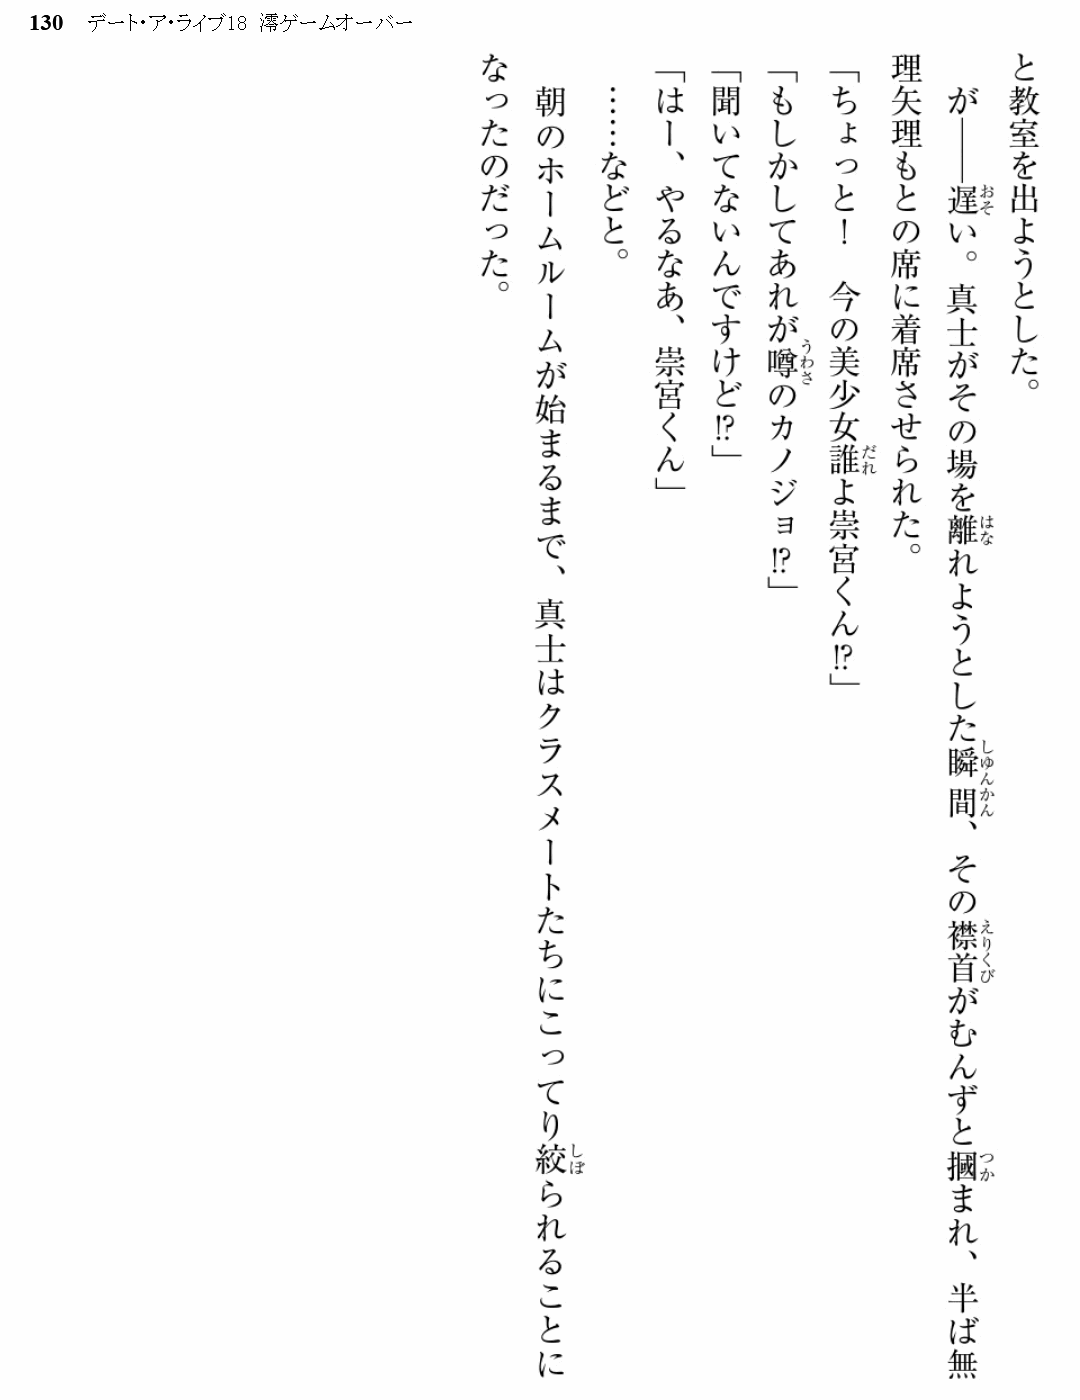 130 デート・ア・ライブ18 澪ゲームオーバー
と教室を出ようとした。
が――遅い。真士がその場を離れようとした瞬間、その襟首がむんずと摑まれ、半ば無
理矢理もとの席に着席させられた。
「ちょっと！　今の美少女誰よ崇宮くん!?」
「もしかしてあれが噂のカノジョ!?」
「聞いてないんですけど!?」
「はー、やるなあ、崇宮くん」
……などと。
朝のホームルームが始まるまで、真士はクラスメートたちにこってり絞られることに
なったのだった。